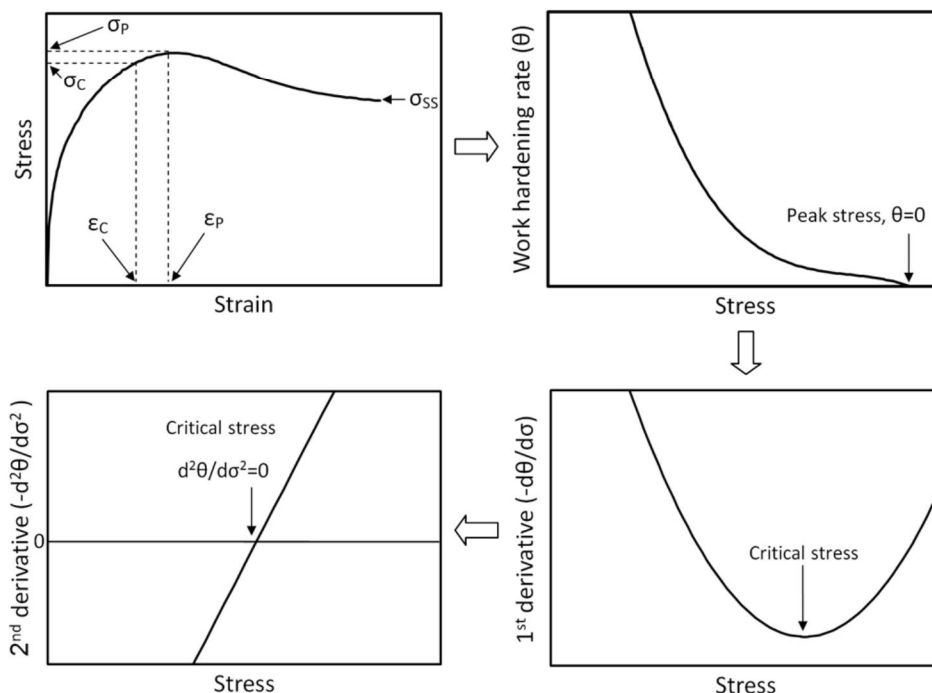 σP
σC
σSS
εC
εP
Stress
Strain
Work hardening rate (θ)
Peak stress, θ=0
Stress
2nd derivative (-d²θ/dσ²)
Critical stress
d²θ/dσ²=0
0
Stress
1st derivative (-dθ/dσ)
Critical stress
Stress